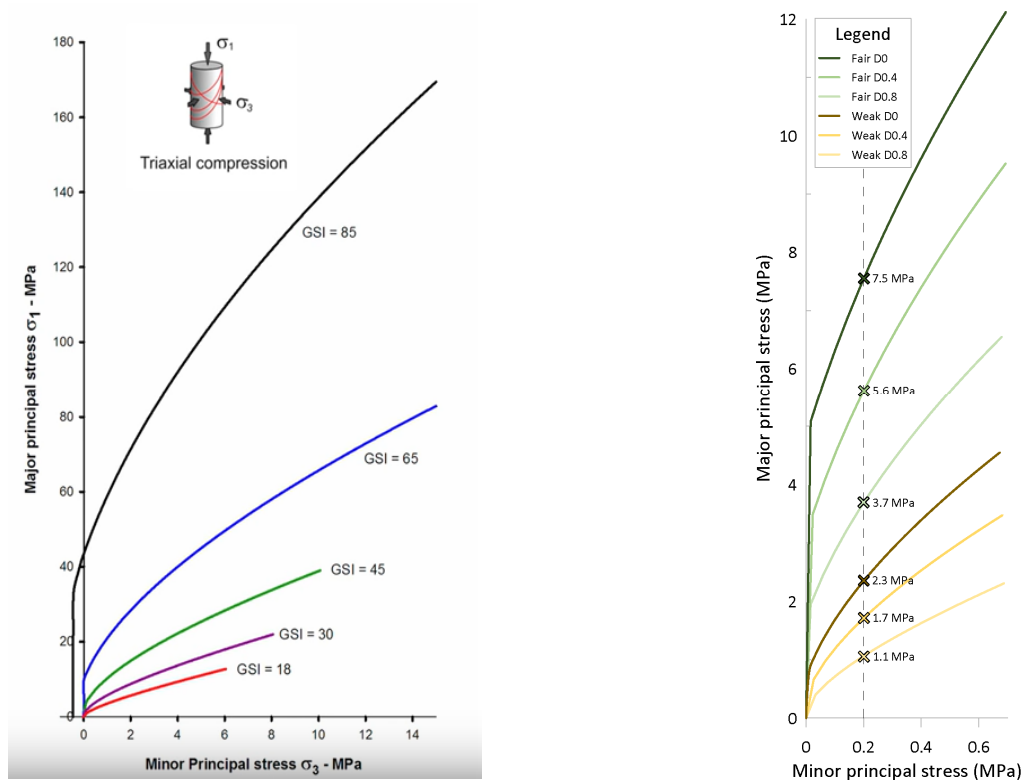 180
160
140
120
100
80
60
40
20
0
0
2
4
6
8
10
12
14
Major principal stress σ1 - MPa
Minor Principal stress σ3 - MPa
σ1
σ3
Triaxial compression
GSI = 85
GSI = 65
GSI = 45
GSI = 30
GSI = 18
12
10
8
6
4
2
0
0
0.2
0.4
0.6
Major principal stress (MPa)
Minor principal stress (MPa)
Legend
Fair D0
Fair D0.4
Fair D0.8
Weak D0
Weak D0.4
Weak D0.8
7.5 MPa
5.6 MPa
3.7 MPa
2.3 MPa
1.7 MPa
1.1 MPa